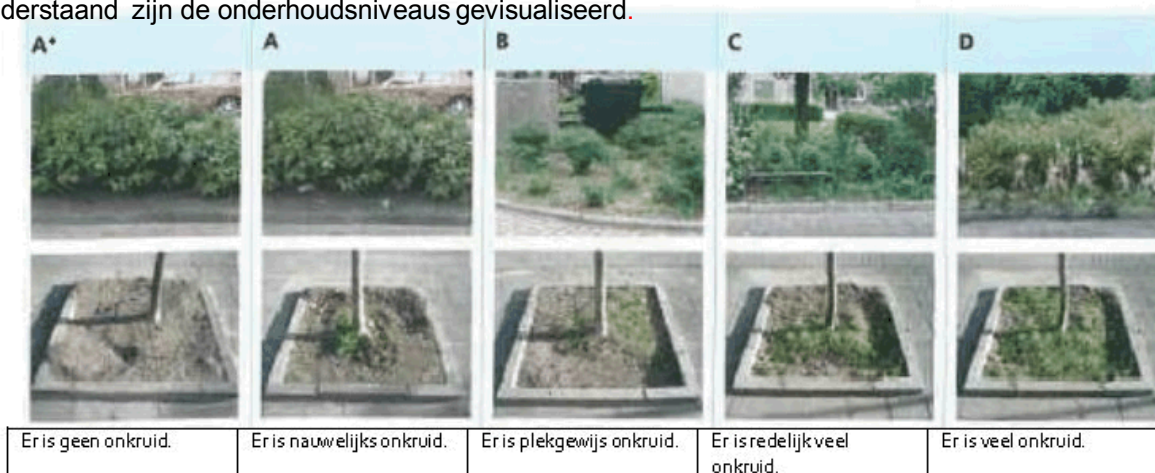 derstaand zijn de onderhoudsniveaus gevisualiseerd.
A+ A B C D
Er is geen onkruid. Er is nauwelijks onkruid. Er is plekgewijs onkruid. Er is redelijk veel onkruid. Er is veel onkruid.